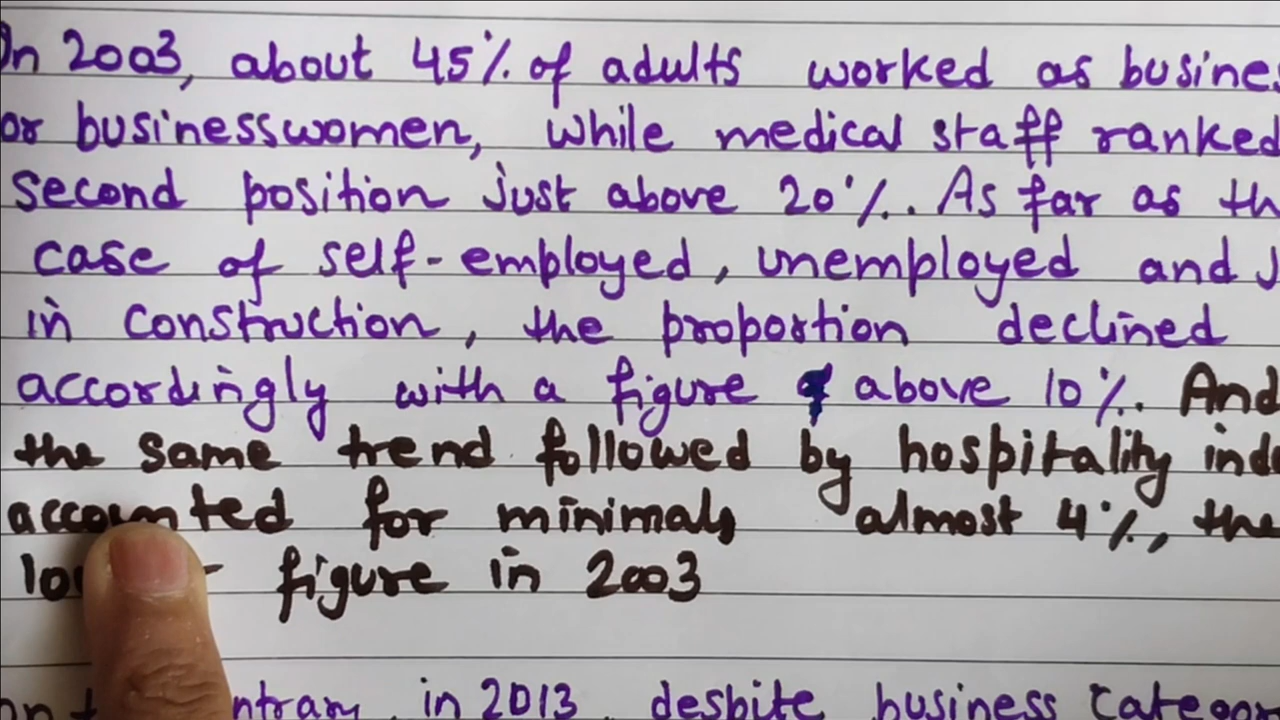 In 2003, about 45% of adults worked as busines
or businesswomen, while medical staff ranked
second position just above 20%.. As far as th
case of self-employed, unemployed and J
in construction, the proportion declined
accordingly with a figure above 10%. And
the same trend followed by hospitality ind
accounted for minimal, almost 4%, the
figure in 2003
in 2013, despite business categor